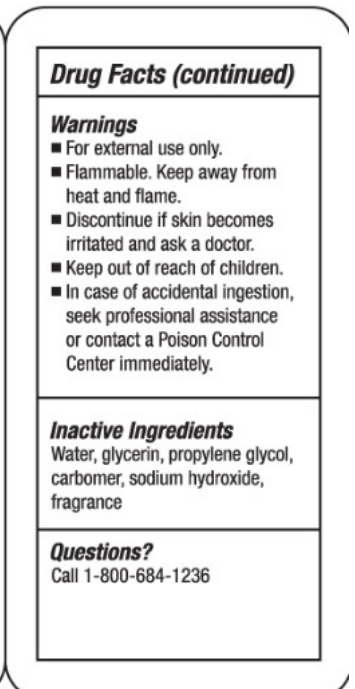 Drug Facts (continued)
Warnings
■ For external use only.
■ Flammable. Keep away from
heat and flame.
■ Discontinue if skin becomes
irritated and ask a doctor.
■ Keep out of reach of children.
■ In case of accidental ingestion,
seek professional assistance
or contact a Poison Control
Center immediately.
Inactive Ingredients
Water, glycerin, propylene glycol,
carbomer, sodium hydroxide,
fragrance
Questions?
Call 1-800-684-1236